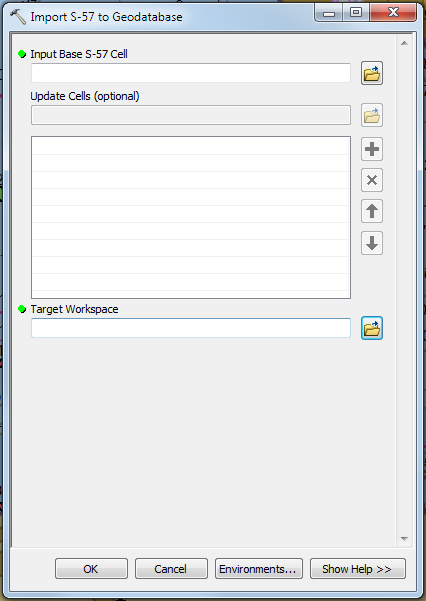 Import S-57 to Geodatabase
Input Base S-57 Cell
Update Cells (optional)
Target Workspace
OK
Cancel
Environments...
Show Help >>